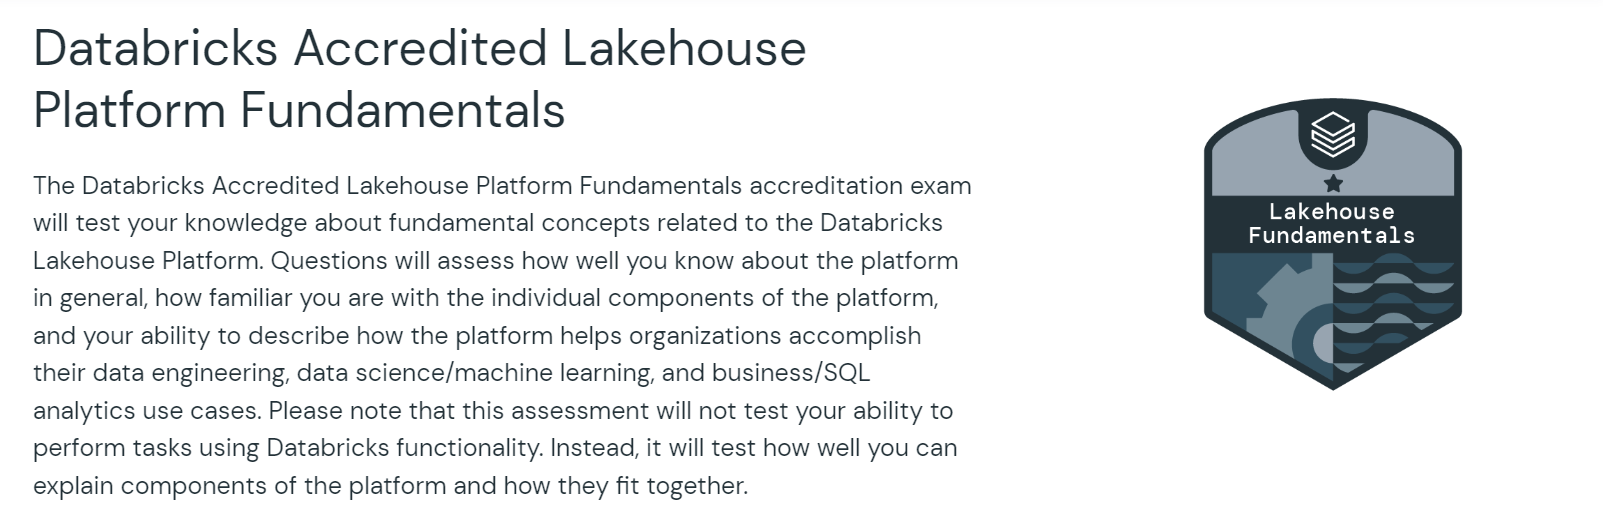 Databricks Accredited Lakehouse
Platform Fundamentals
The Databricks Accredited Lakehouse Platform Fundamentals accreditation exam
will test your knowledge about fundamental concepts related to the Databricks
Lakehouse Platform. Questions will assess how well you know about the platform
in general, how familiar you are with the individual components of the platform,
and your ability to describe how the platform helps organizations accomplish
their data engineering, data science/machine learning, and business/SQL
analytics use cases. Please note that this assessment will not test your ability to
perform tasks using Databricks functionality. Instead, it will test how well you can
explain components of the platform and how they fit together.
Lakehouse
Fundamentals